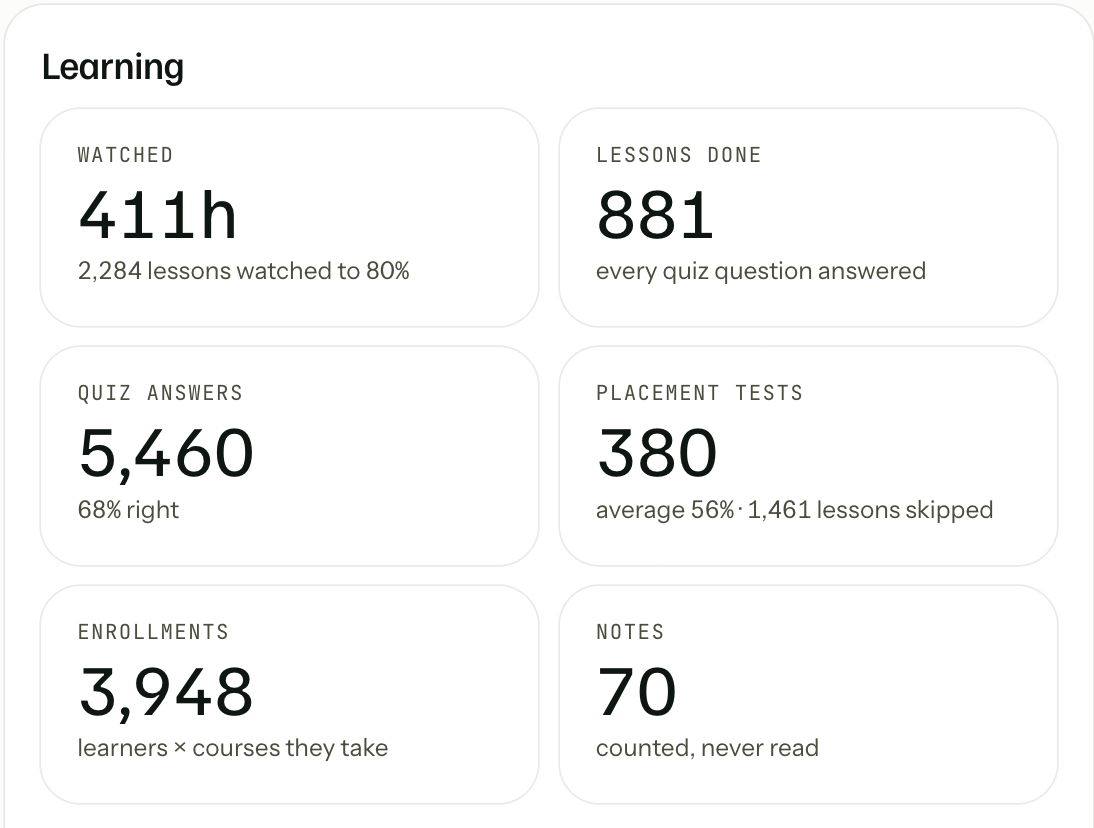 Learning
WATCHED
411h
2,284 lessons watched to 80%
LESSONS DONE
881
every quiz question answered
QUIZ ANSWERS
5,460
68% right
PLACEMENT TESTS
380
average 56% · 1,461 lessons skipped
ENROLLMENTS
3,948
learners × courses they take
NOTES
70
counted, never read